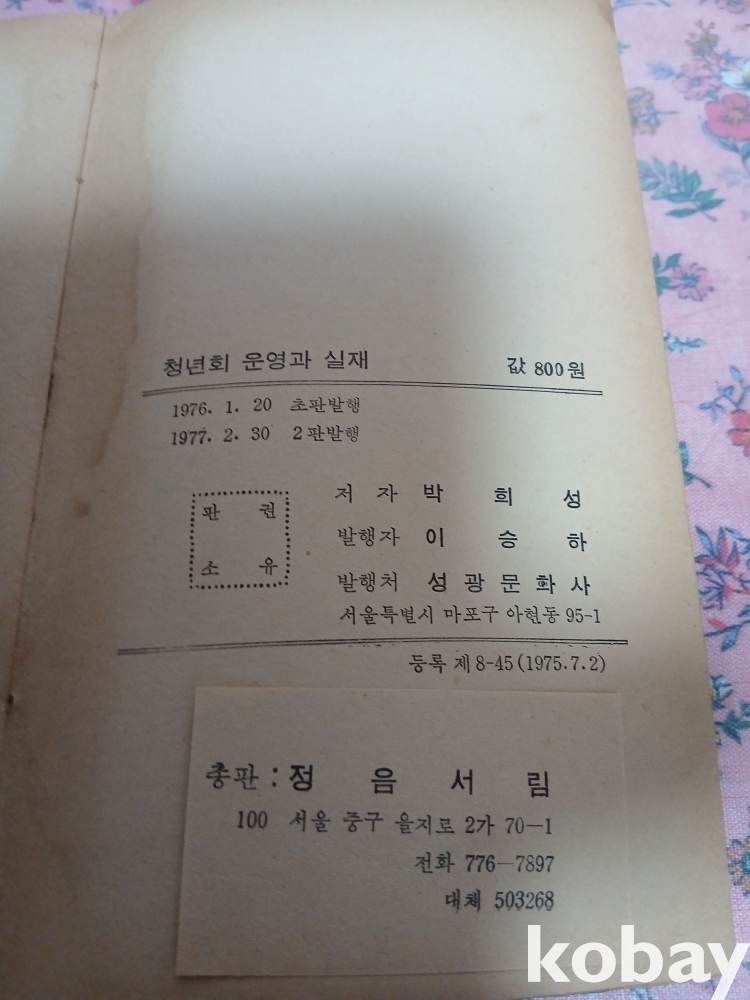 청년회 운영과 실재 값 800원
1976. 1. 20 초판발행
1977. 2. 30 2판발행
판 권
소 유
저 자 박 희 성
발행자 이 승 하
발행처 성 광 문 화 사
서울특별시 마포구 아현동 95-1
등록 제8-45 (1975.7.2)
총판 : 정 음 서 림
100 서울 중구 을지로 2가 70-1
전화 776-7897
대체 503268
kobay